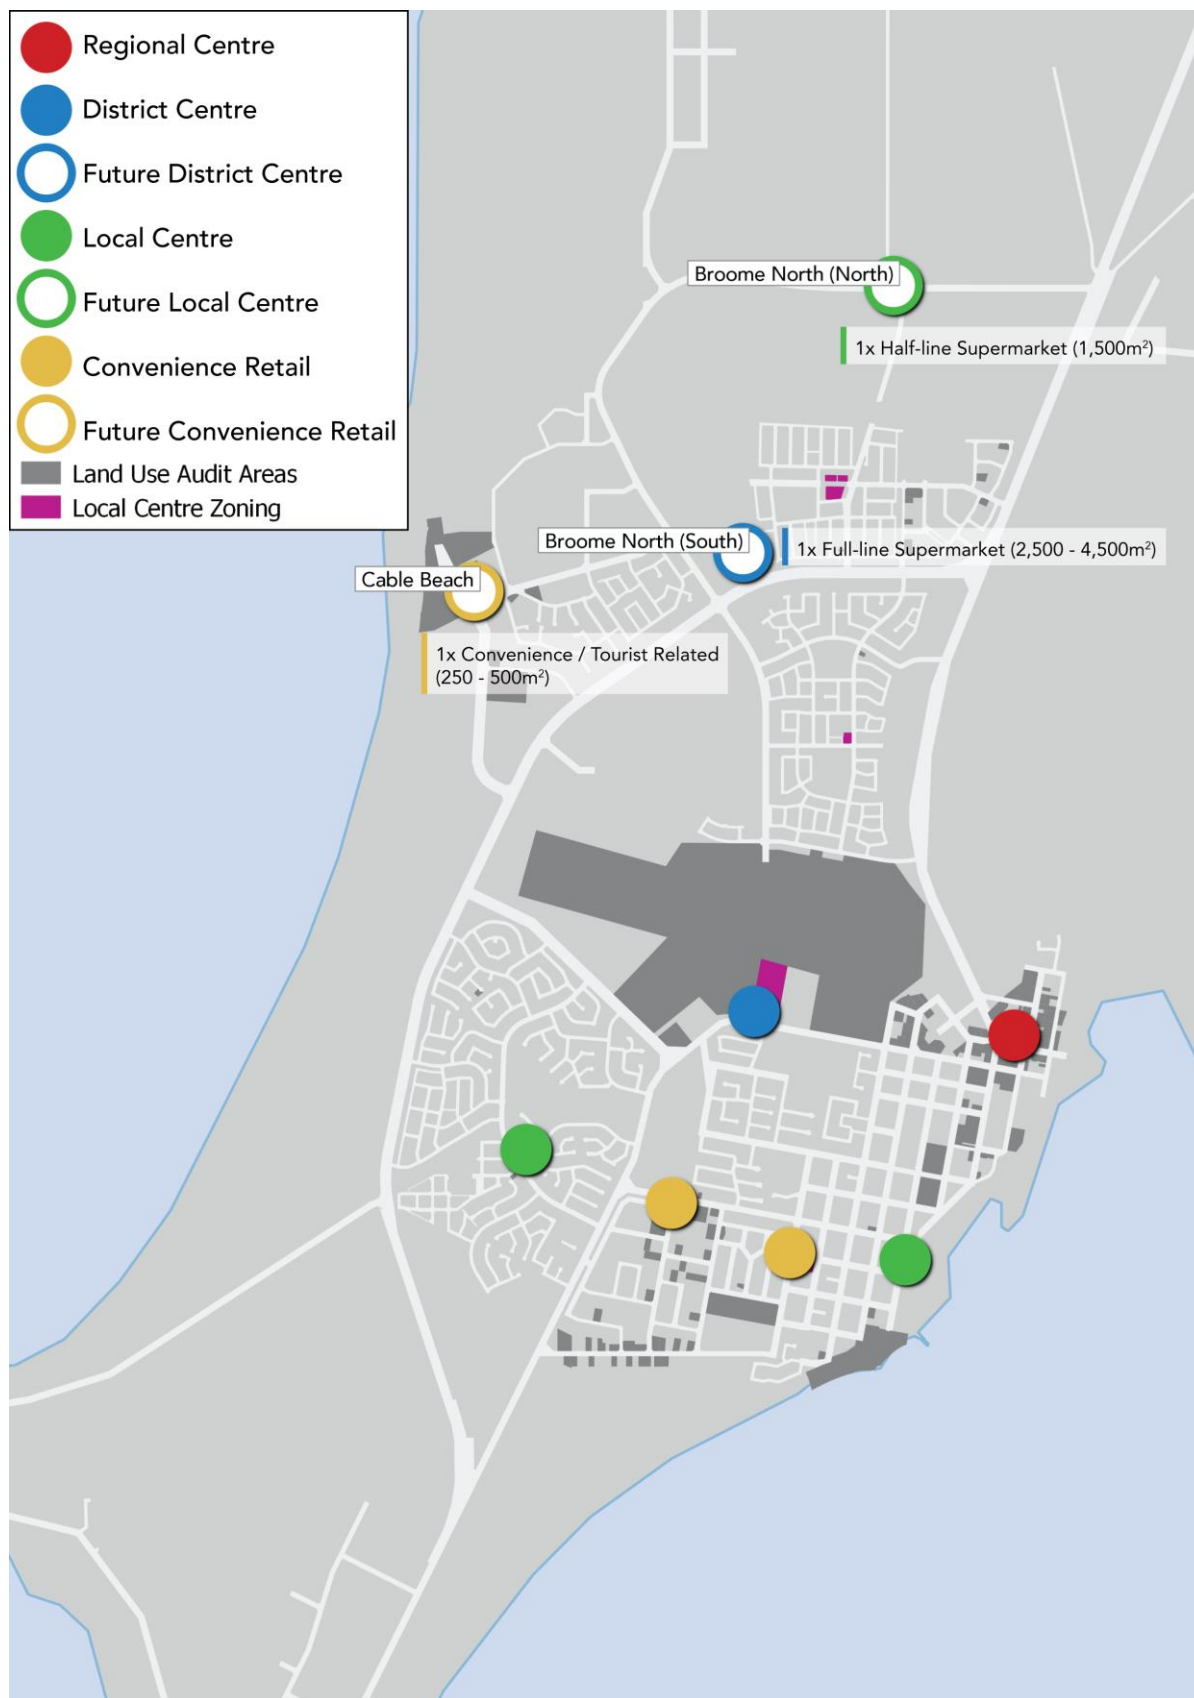 Regional Centre
District Centre
Future District Centre
Local Centre
Future Local Centre
Convenience Retail
Future Convenience Retail
Land Use Audit Areas
Local Centre Zoning
Broome North (North)
1x Half-line Supermarket (1,500m²)
Broome North (South)
1x Full-line Supermarket (2,500 - 4,500m²)
Cable Beach
1x Convenience / Tourist Related
(250 - 500m²)